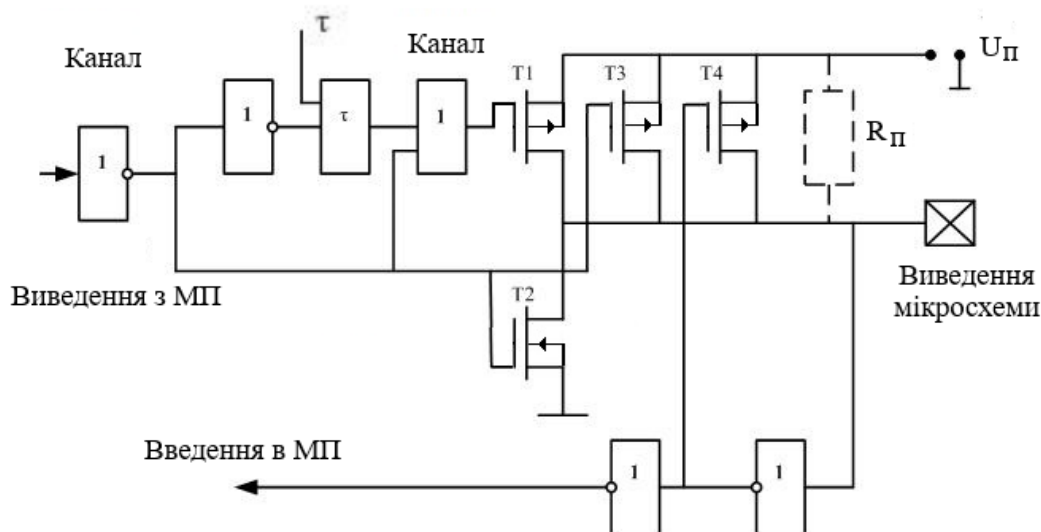 τ
Канал
Канал
U П
T1
T3
T4
1
1
τ
1
R П
Виведення з МП
T2
Виведення
мікросхеми
Введення в МП
1
1